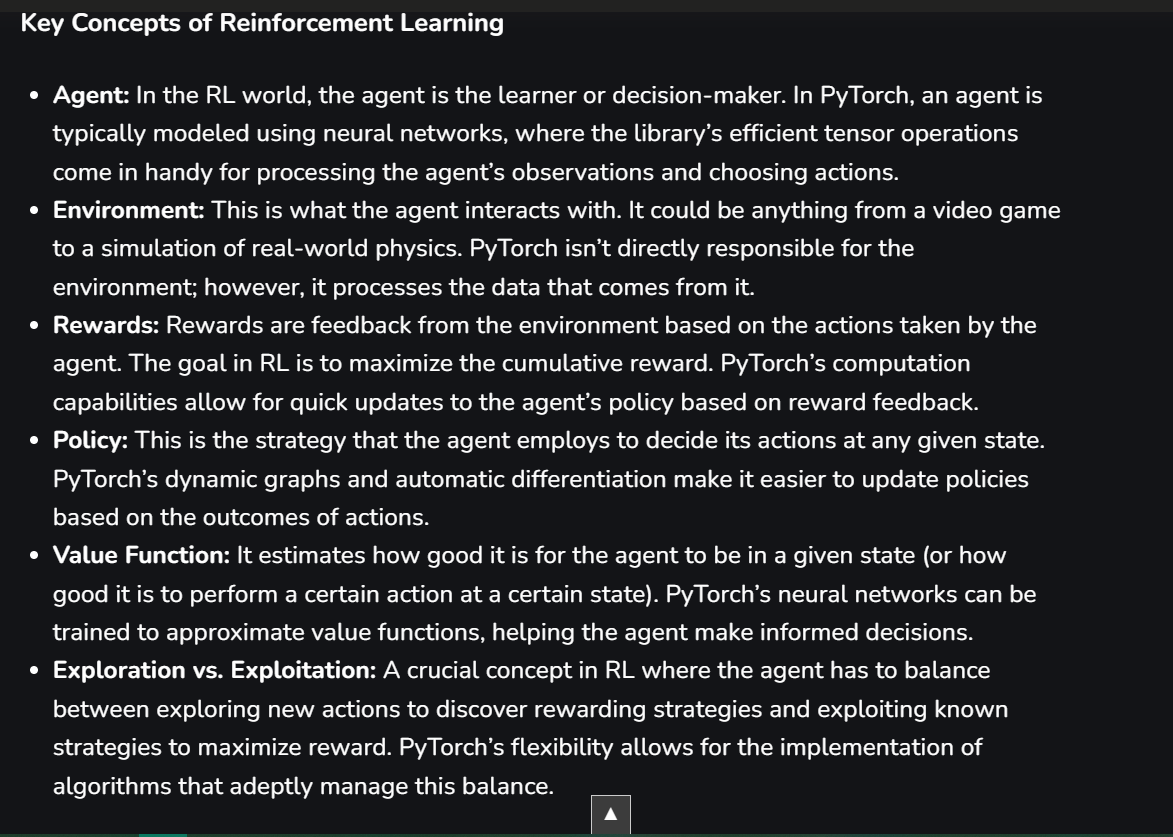 Key Concepts of Reinforcement Learning
• Agent: In the RL world, the agent is the learner or decision-maker. In PyTorch, an agent is
typically modeled using neural networks, where the library’s efficient tensor operations
come in handy for processing the agent’s observations and choosing actions.
• Environment: This is what the agent interacts with. It could be anything from a video game
to a simulation of real-world physics. PyTorch isn’t directly responsible for the
environment; however, it processes the data that comes from it.
• Rewards: Rewards are feedback from the environment based on the actions taken by the
agent. The goal in RL is to maximize the cumulative reward. PyTorch’s computation
capabilities allow for quick updates to the agent’s policy based on reward feedback.
• Policy: This is the strategy that the agent employs to decide its actions at any given state.
PyTorch’s dynamic graphs and automatic differentiation make it easier to update policies
based on the outcomes of actions.
• Value Function: It estimates how good it is for the agent to be in a given state (or how
good it is to perform a certain action at a certain state). PyTorch’s neural networks can be
trained to approximate value functions, helping the agent make informed decisions.
• Exploration vs. Exploitation: A crucial concept in RL where the agent has to balance
between exploring new actions to discover rewarding strategies and exploiting known
strategies to maximize reward. PyTorch’s flexibility allows for the implementation of
algorithms that adeptly manage this balance.